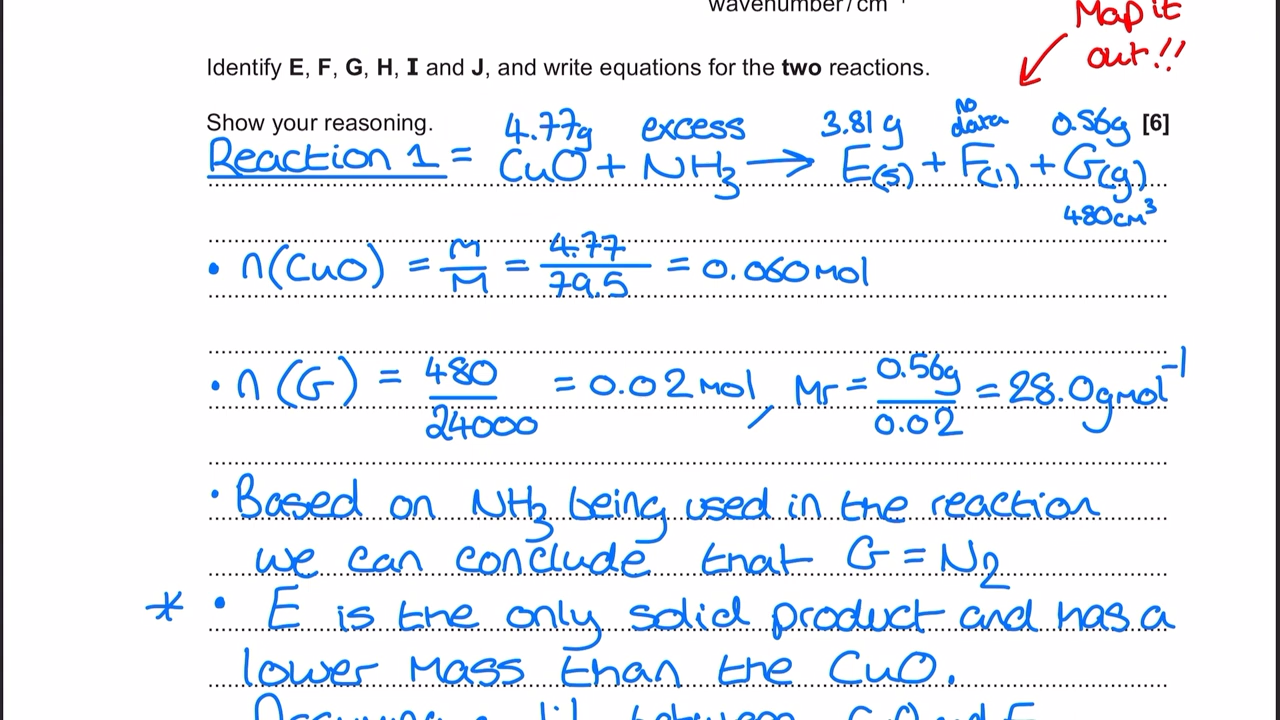 wavenumber / cm
Map it
out!!
Identify E, F, G, H, I and J, and write equations for the two reactions.
Show your reasoning. [6]
4.77g excess 3.81g no data 0.56g
Reaction 1 = CuO + NH₃ → E(s) + F(l) + G(g)
480cm³
• n(CuO) = M/M = 4.77/79.5 = 0.060mol
• n(G) = 480/24000 = 0.02mol, Mr = 0.56g/0.02 = 28.0gmol⁻¹
• Based on NH₃ being used in the reaction
we can conclude that G = N₂
* • E is the only solid product and has a
lower mass than the CuO.